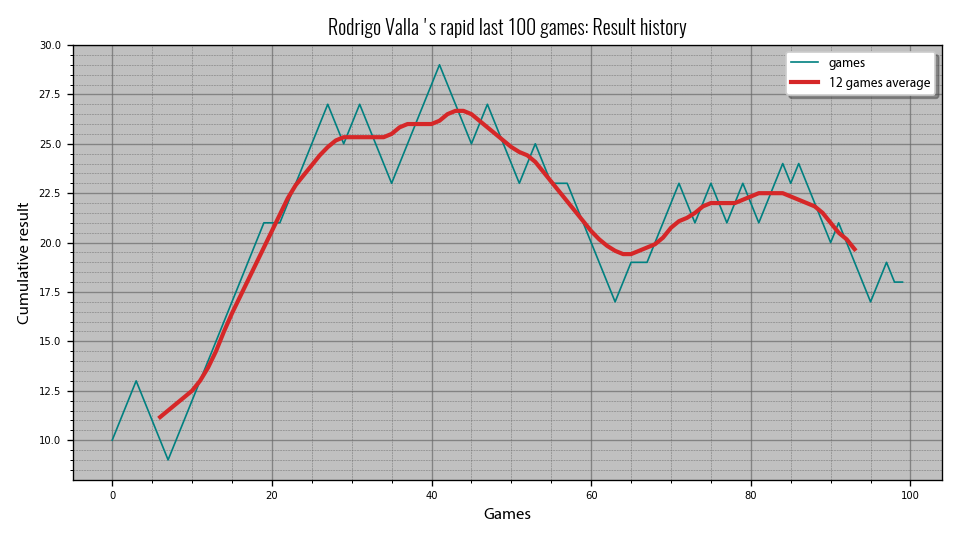 Rodrigo Valla 's rapid last 100 games: Result history
games
12 games average
Cumulative result
30.0
27.5
25.0
22.5
20.0
17.5
15.0
12.5
10.0
0 20 40 60 80 100
Games